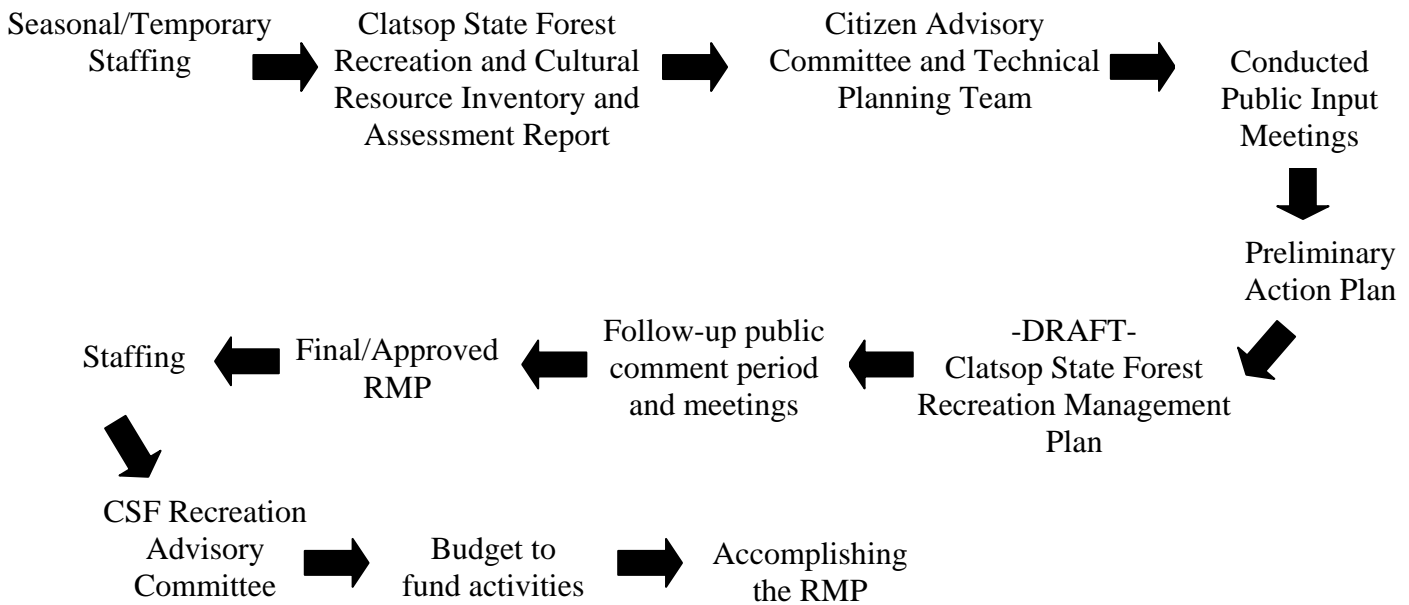 Seasonal/Temporary
Staffing
Clatsop State Forest
Recreation and Cultural
Resource Inventory and
Assessment Report
Citizen Advisory
Committee and Technical
Planning Team
Conducted
Public Input
Meetings
Preliminary
Action Plan
-DRAFT-
Clatsop State Forest
Recreation Management
Plan
Follow-up public
comment period
and meetings
Final/Approved
RMP
Staffing
CSF Recreation
Advisory
Committee
Budget to
fund activities
Accomplishing
the RMP